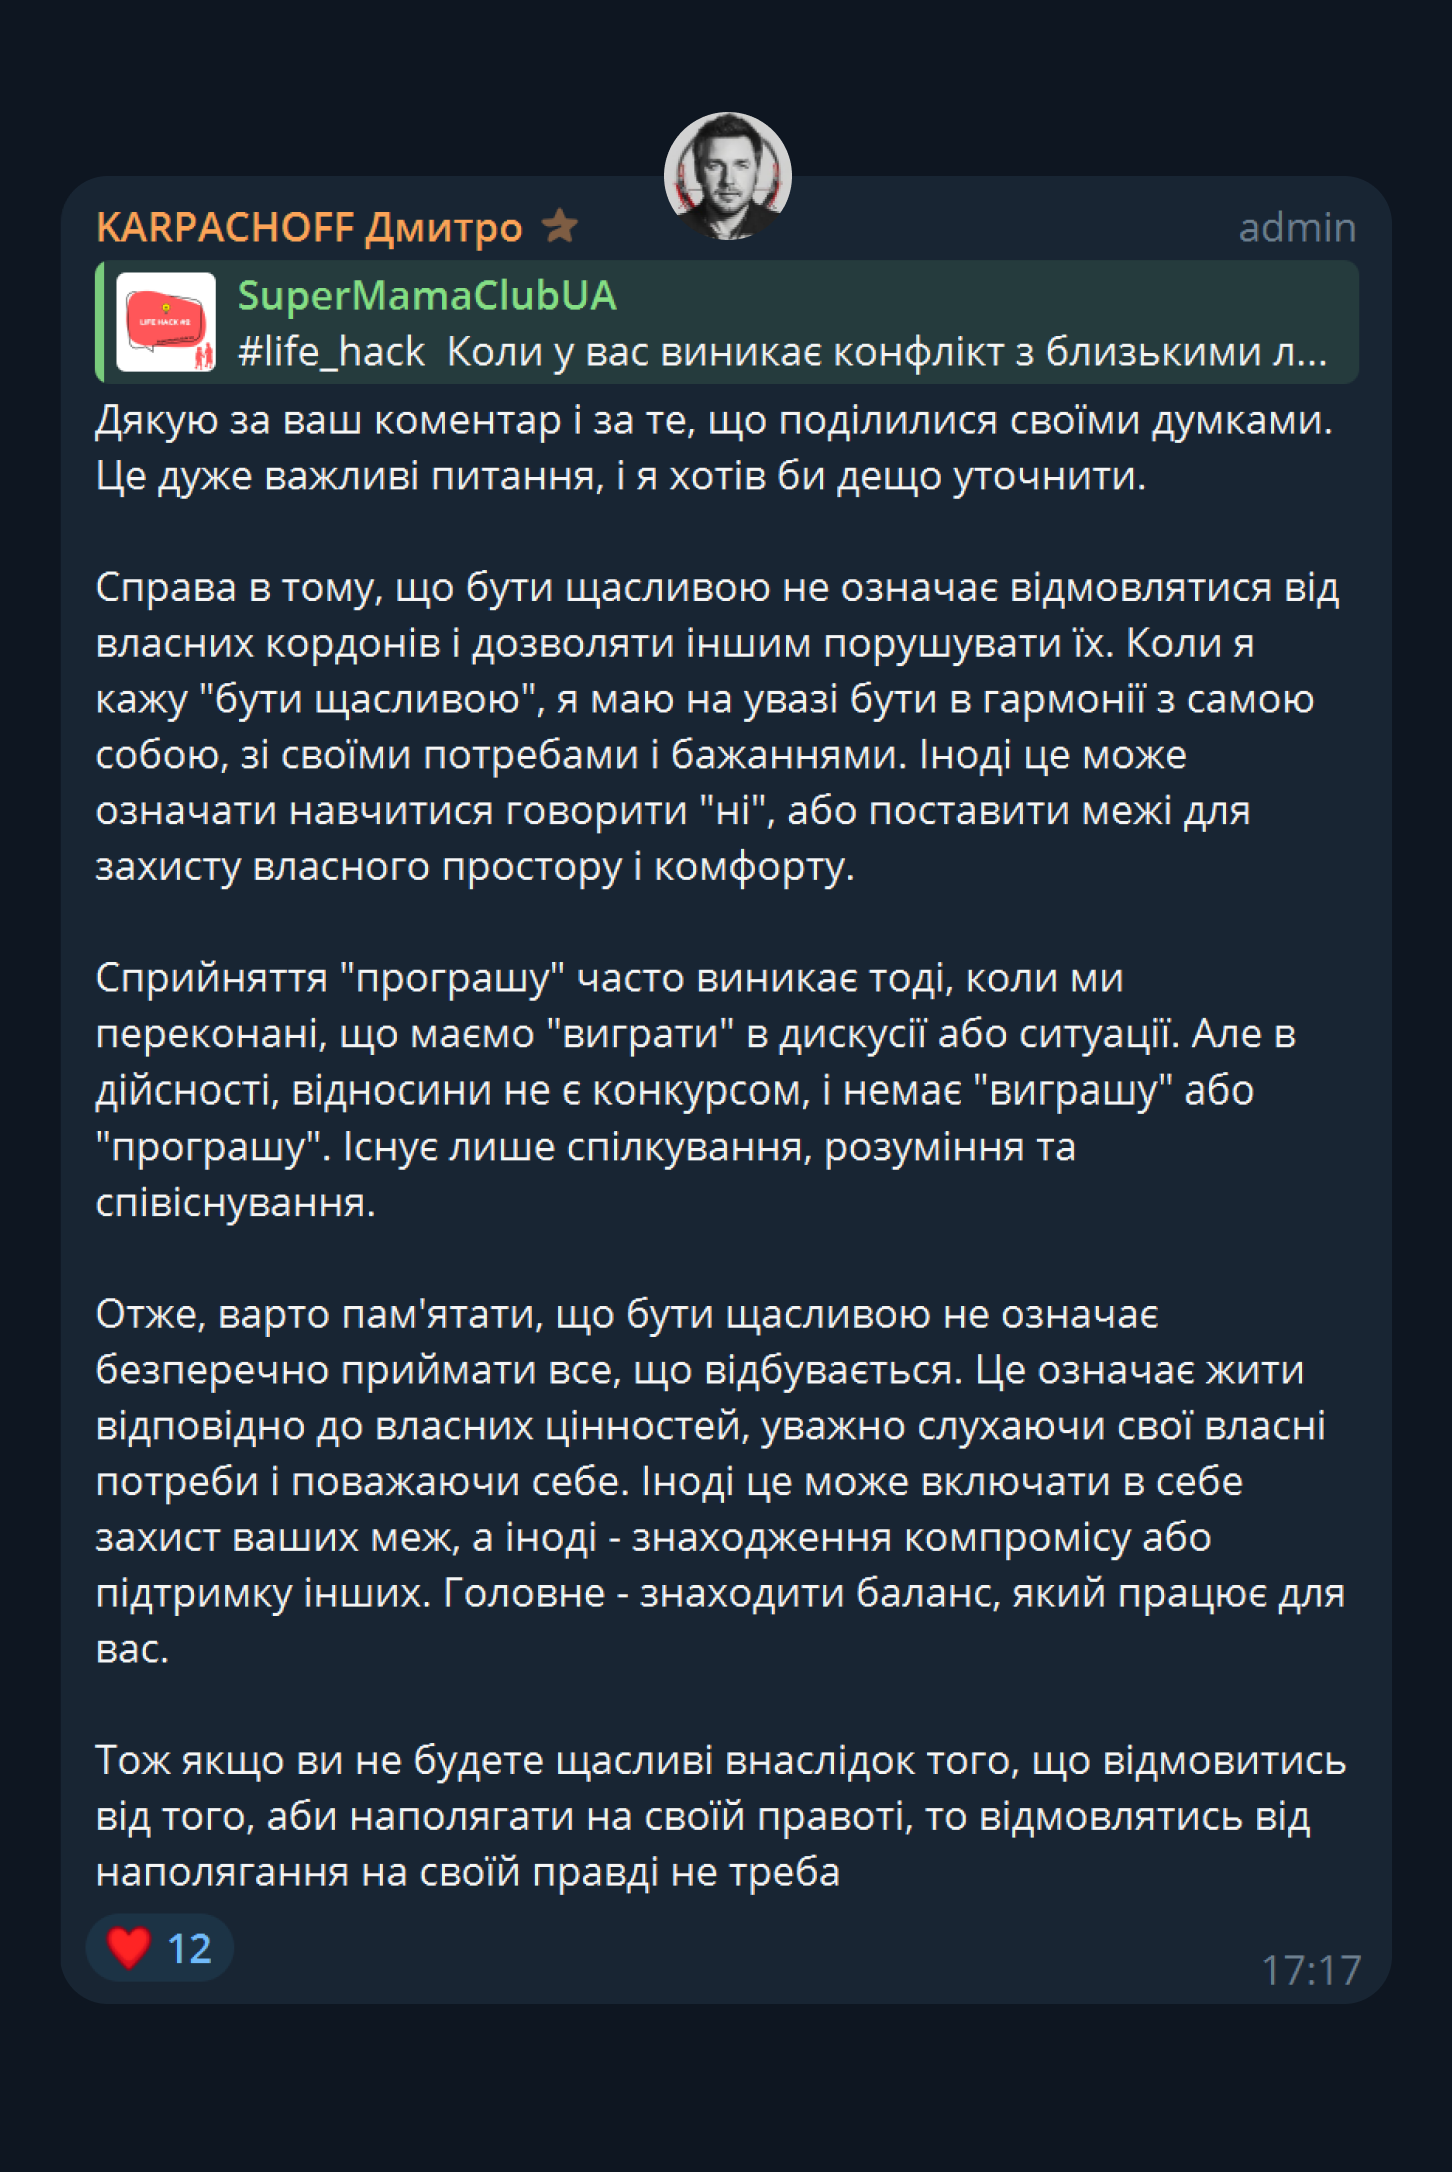 KARPACHOFF Дмитро
admin
SuperMamaClubUA
LIFE HACK #2
#life_hack Коли у вас виникає конфлікт з близькими л...
Дякую за ваш коментар і за те, що поділилися своїми думками.
Це дуже важливі питання, і я хотів би дещо уточнити.
Справа в тому, що бути щасливою не означає відмовлятися від
власних кордонів і дозволяти іншим порушувати їх. Коли я
кажу "бути щасливою", я маю на увазі бути в гармонії з самою
собою, зі своїми потребами і бажаннями. Іноді це може
означати навчитися говорити "ні", або поставити межі для
захисту власного простору і комфорту.
Сприйняття "програшу" часто виникає тоді, коли ми
переконані, що маємо "виграти" в дискусії або ситуації. Але в
дійсності, відносини не є конкурсом, і немає "виграшу" або
"програшу". Існує лише спілкування, розуміння та
співіснування.
Отже, варто пам'ятати, що бути щасливою не означає
безперечно приймати все, що відбувається. Це означає жити
відповідно до власних цінностей, уважно слухаючи свої власні
потреби і поважаючи себе. Іноді це може включати в себе
захист ваших меж, а іноді - знаходження компромісу або
підтримку інших. Головне - знаходити баланс, який працює для
вас.
Тож якщо ви не будете щасливі внаслідок того, що відмовитись
від того, аби наполягати на своїй правоті, то відмовлятись від
наполягання на своїй правді не треба
12
17:17